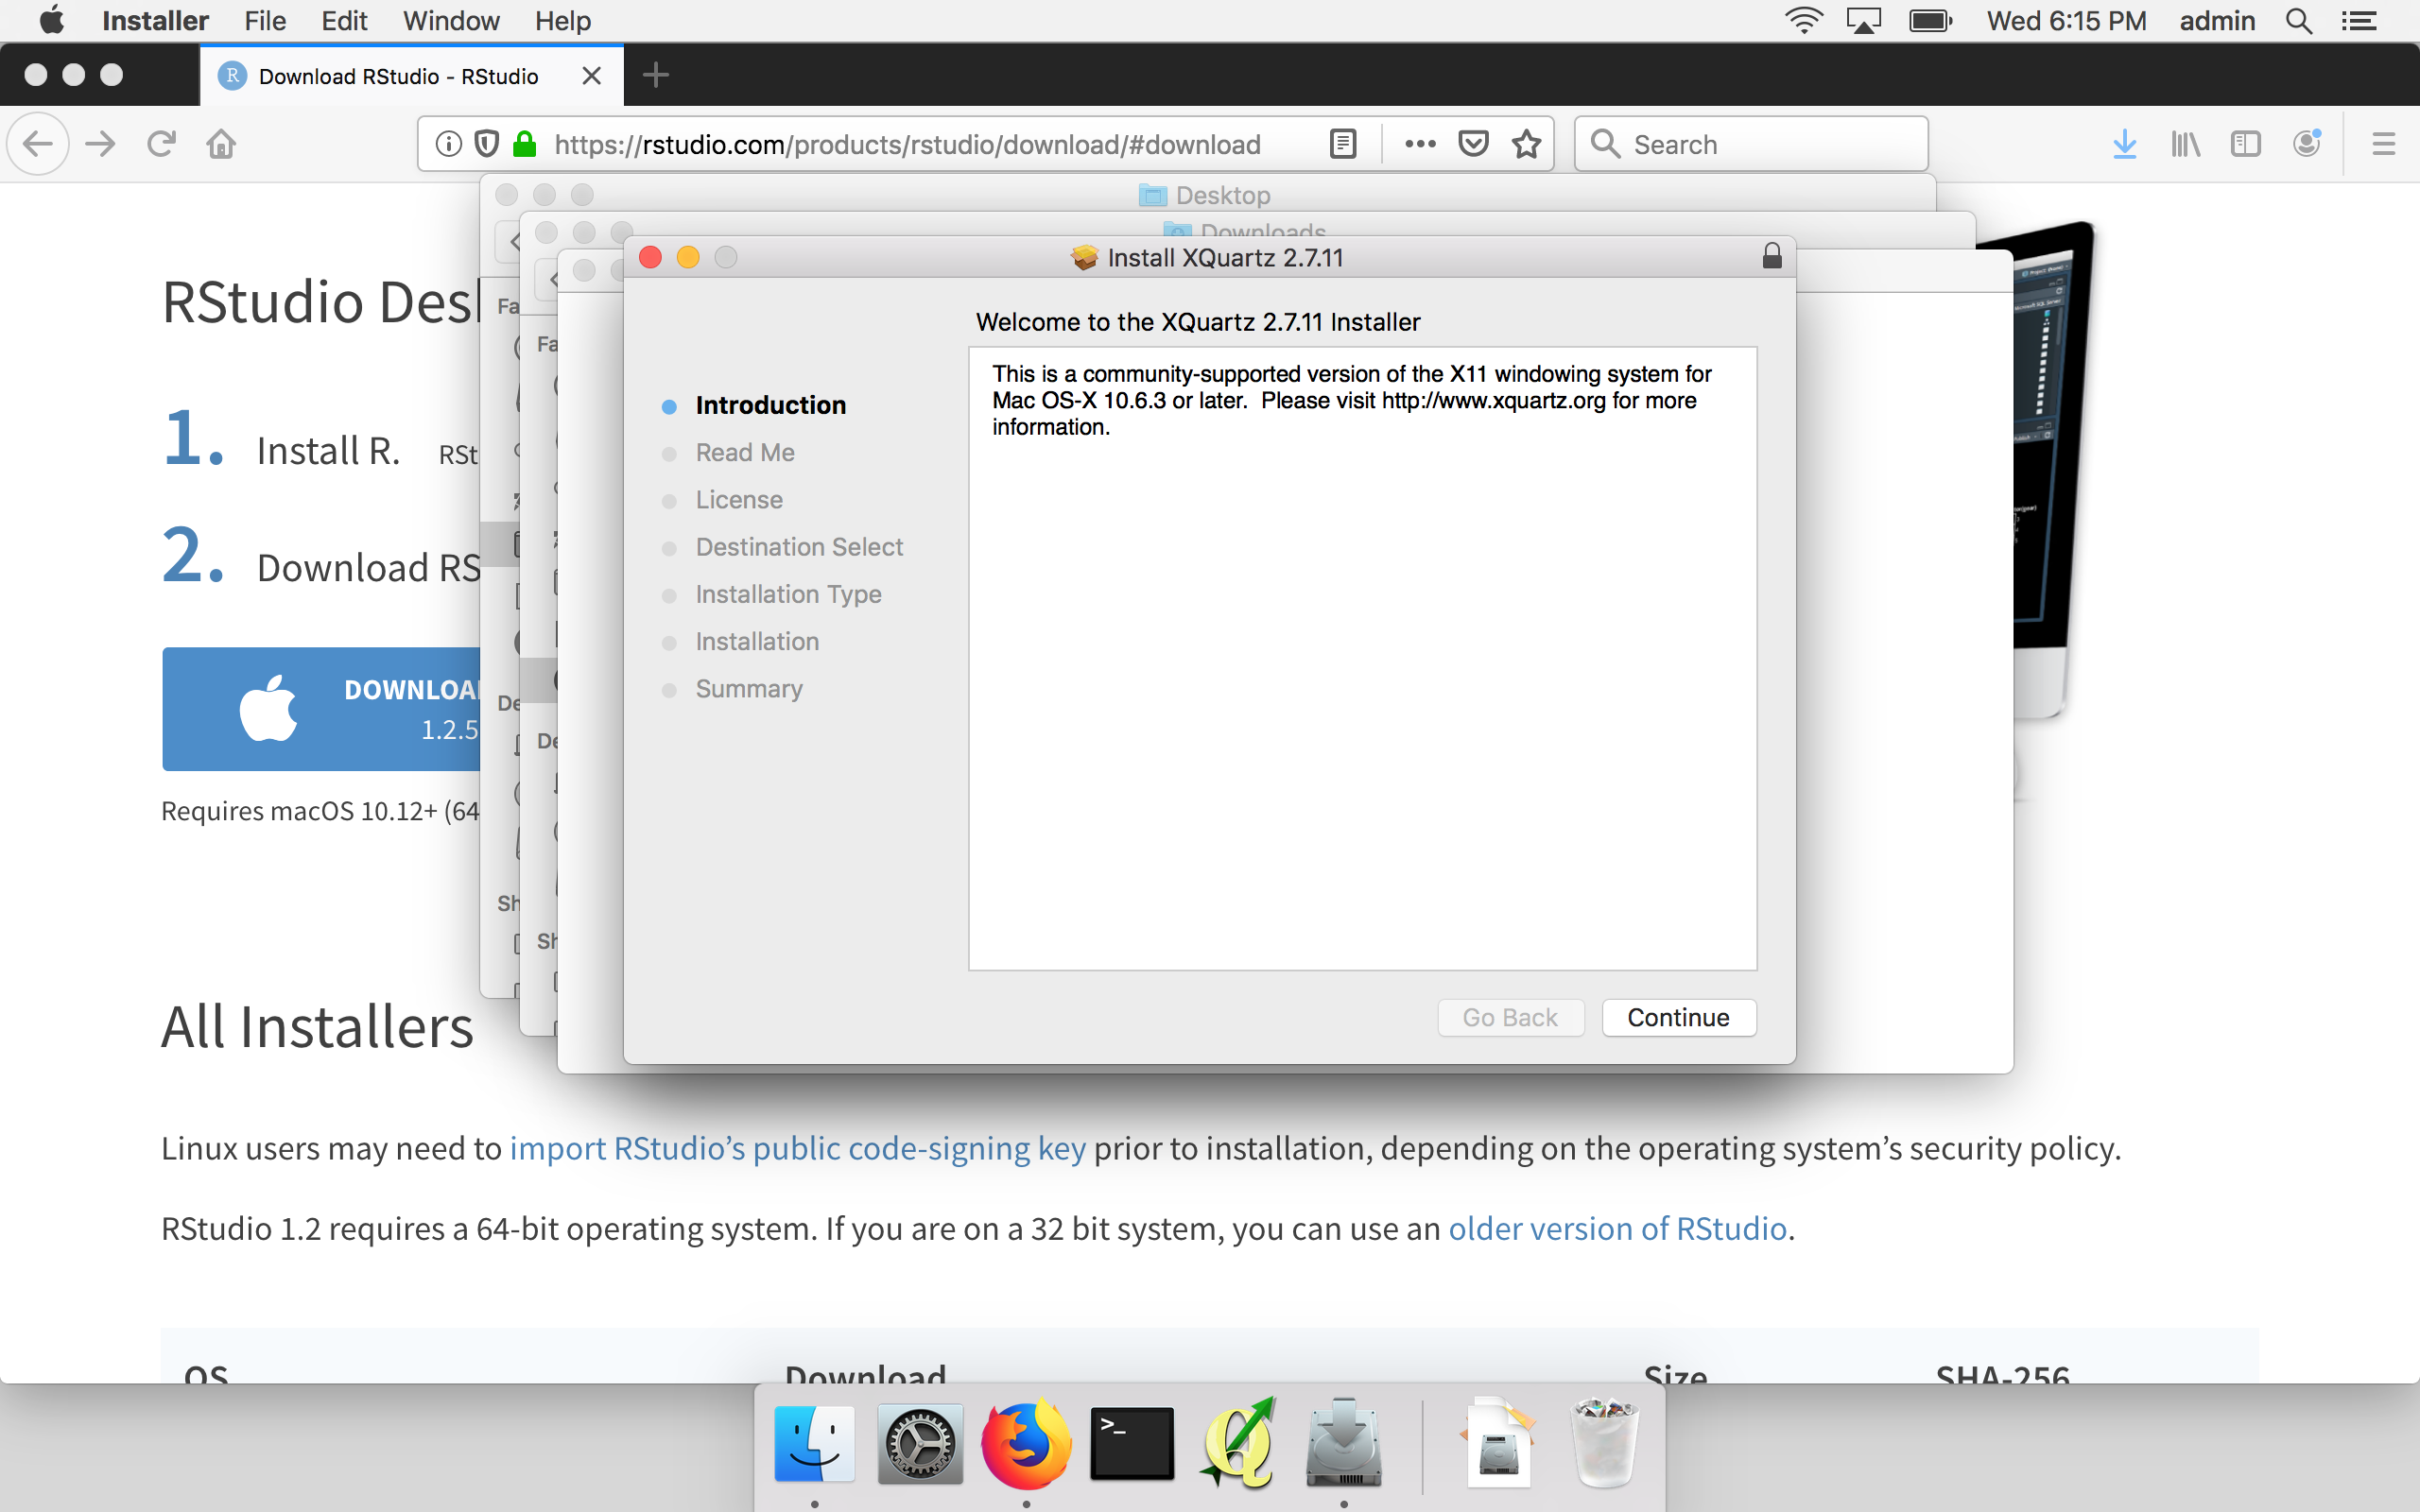 Installer File Edit Window Help Wed 6:15 PM admin
Download RStudio - RStudio
https://rstudio.com/products/rstudio/download/#download
Search
Desktop
Downloads
Install XQuartz 2.7.11
Welcome to the XQuartz 2.7.11 Installer
This is a community-supported version of the X11 windowing system for
Mac OS-X 10.6.3 or later. Please visit http://www.xquartz.org for more
information.
Introduction
Read Me
License
Destination Select
Installation Type
Installation
Summary
Go Back Continue
RStudio Des
1. Install R. RSt
2. Download RS
DOWNLOA
1.2.5
Requires macOS 10.12+ (64
Fa
De
Sh
Fa
De
Sh
All Installers
Linux users may need to import RStudio’s public code-signing key prior to installation, depending on the operating system’s security policy.
RStudio 1.2 requires a 64-bit operating system. If you are on a 32 bit system, you can use an older version of RStudio.
OS Download Size SHA-256